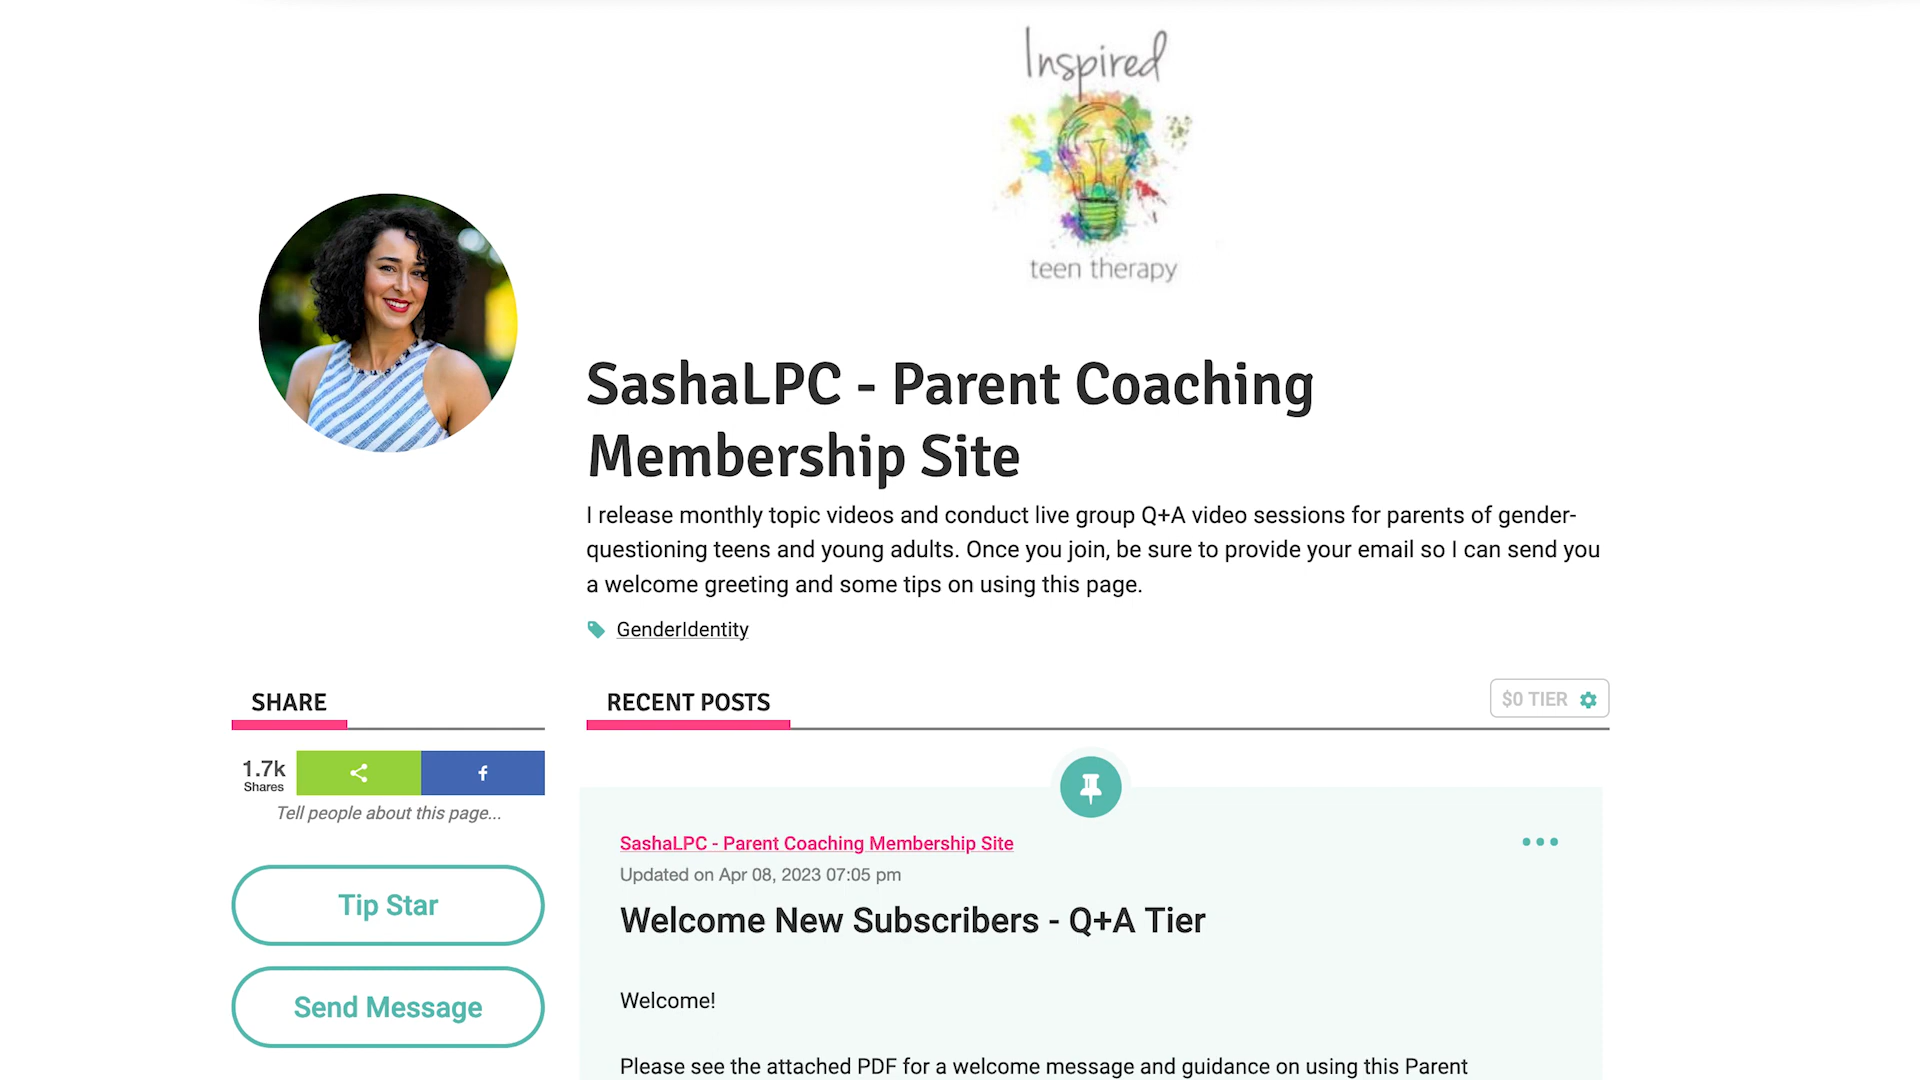 Inspired
teen therapy
SashaLPC - Parent Coaching
Membership Site
I release monthly topic videos and conduct live group Q+A video sessions for parents of gender-
questioning teens and young adults. Once you join, be sure to provide your email so I can send you
a welcome greeting and some tips on using this page.
GenderIdentity
SHARE
1.7k
Shares
f
Tell people about this page...
Tip Star
Send Message
RECENT POSTS
$0 TIER
SashaLPC - Parent Coaching Membership Site
Updated on Apr 08, 2023 07:05 pm
Welcome New Subscribers - Q+A Tier
Welcome!
Please see the attached PDF for a welcome message and guidance on using this Parent